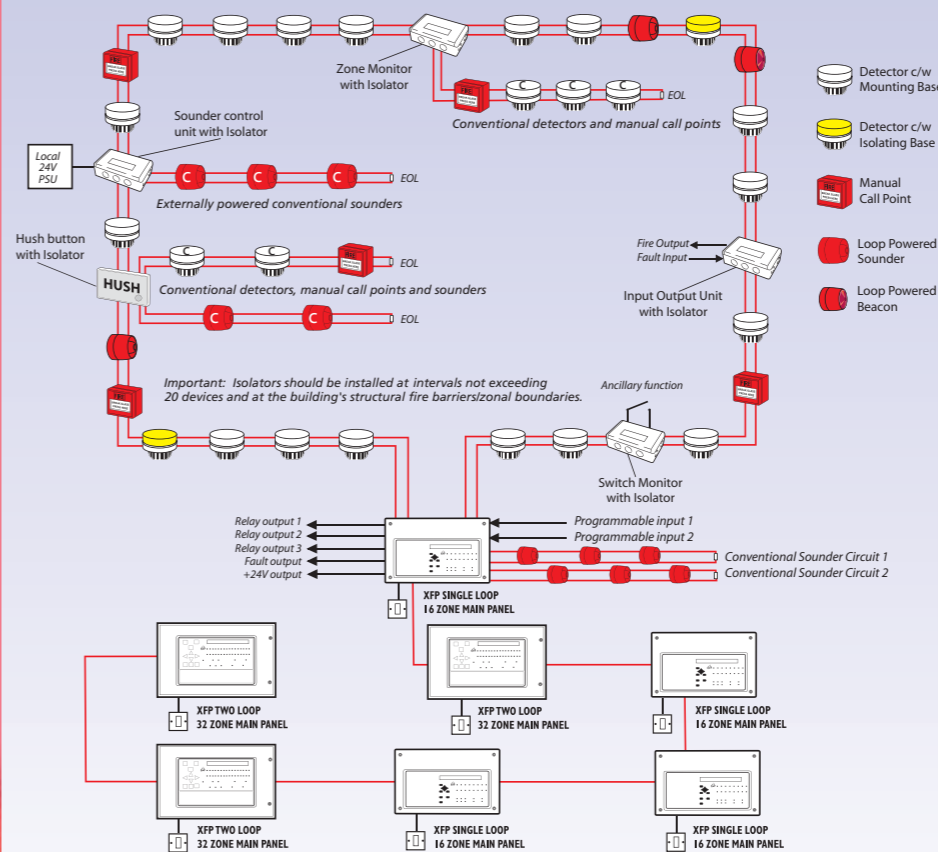 Zone Monitor
with Isolator
FIRE
C
C
C
EOL
Conventional detectors and manual call points
Detector c/w
Mounting Base
Detector c/w
Isolating Base
Manual
Call Point
Loop Powered
Sounder
Loop Powered
Beacon
Sounder control
unit with Isolator
Local
24V
PSU
C
C
C
EOL
Externally powered conventional sounders
Hush button
with Isolator
HUSH
C
C
EOL
Conventional detectors, manual call points and sounders
C
C
EOL
Fire Output
Fault Input
Input Output Unit
with Isolator
Important: Isolators should be installed at intervals not exceeding
20 devices and at the building's structural fire barriers/zonal boundaries.
Ancillary function
Switch Monitor
with Isolator
Relay output 1
Relay output 2
Relay output 3
Fault output
+24V output
Programmable input 1
Programmable input 2
Conventional Sounder Circuit 1
Conventional Sounder Circuit 2
XFP SINGLE LOOP
16 ZONE MAIN PANEL
XFP TWO LOOP
32 ZONE MAIN PANEL
XFP TWO LOOP
32 ZONE MAIN PANEL
XFP SINGLE LOOP
16 ZONE MAIN PANEL
XFP TWO LOOP
32 ZONE MAIN PANEL
XFP SINGLE LOOP
16 ZONE MAIN PANEL
XFP SINGLE LOOP
16 ZONE MAIN PANEL